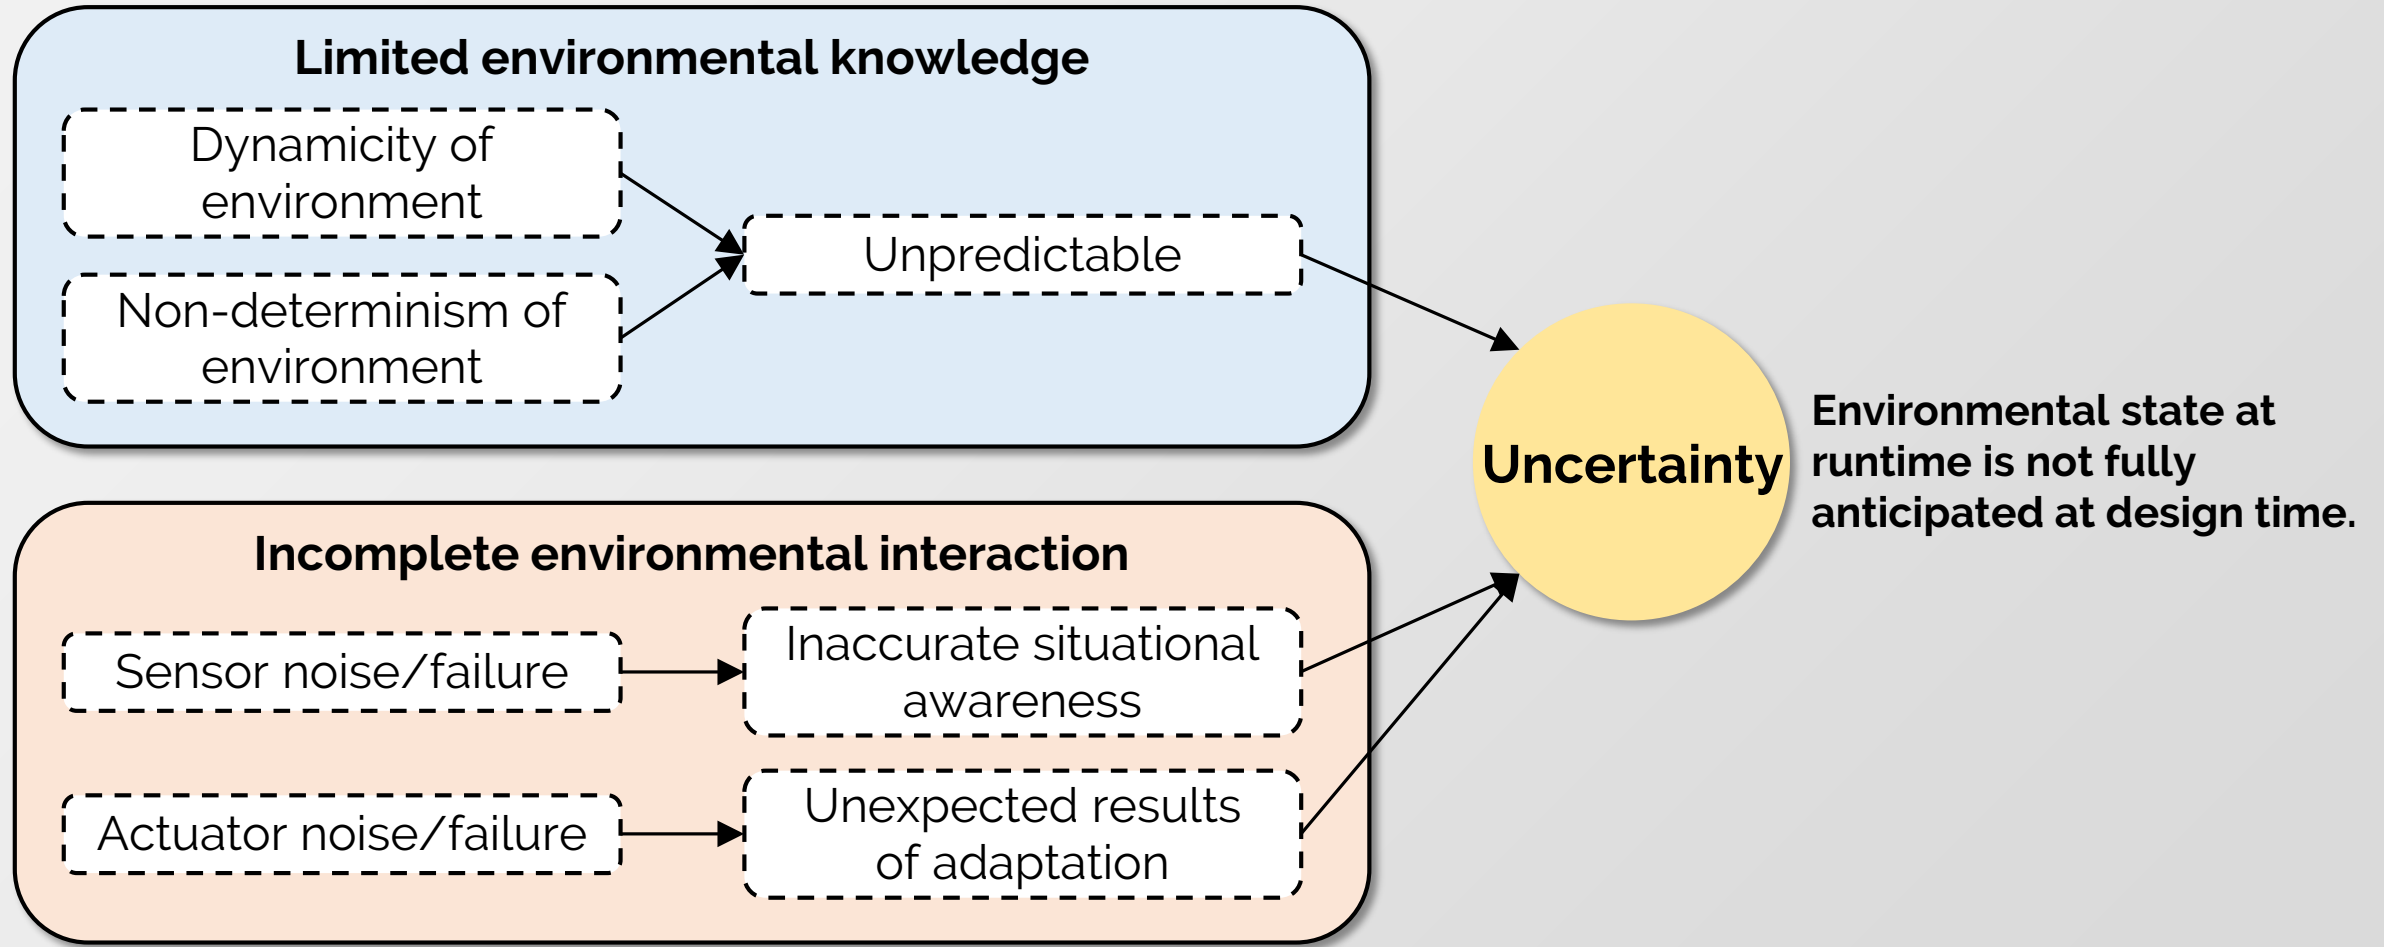 Limited environmental knowledge
Dynamicity of
environment
Non-determinism of
environment
Unpredictable
Incomplete environmental interaction
Sensor noise/failure
Inaccurate situational
awareness
Actuator noise/failure
Unexpected results
of adaptation
Uncertainty
Environmental state at
runtime is not fully
anticipated at design time.